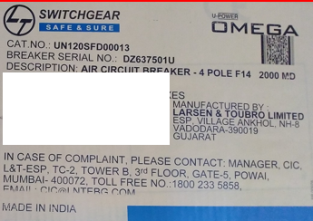 SWITCHGEAR
SAFE & SURE
U-POWER
OMEGA
CAT.NO.: UN120SFD00013
BREAKER SERIAL NO.: DZ637501U
DESCRIPTION: AIR CIRCUIT BREAKER - 4 POLE F14 2000 MD
CES
MANUFACTURED BY :
LARSEN & TOUBRO LIMITED
ESP, VILLAGE ANKHOL, NH-8
VADODARA-390019
GUJARAT
IN CASE OF COMPLAINT, PLEASE CONTACT: MANAGER, CIC,
L&T-ESP, TC-2, TOWER B, 3rd FLOOR, GATE-5, POWAI,
MUMBAI- 400072, TOLL FREE NO.:1800 233 5858,
EMAIL: CIC@LNTEBG.COM
MADE IN INDIA